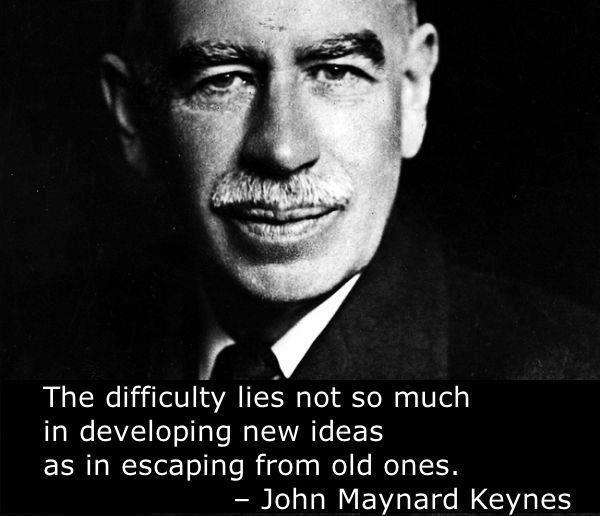 The difficulty lies not so much
in developing new ideas
as in escaping from old ones.
– John Maynard Keynes